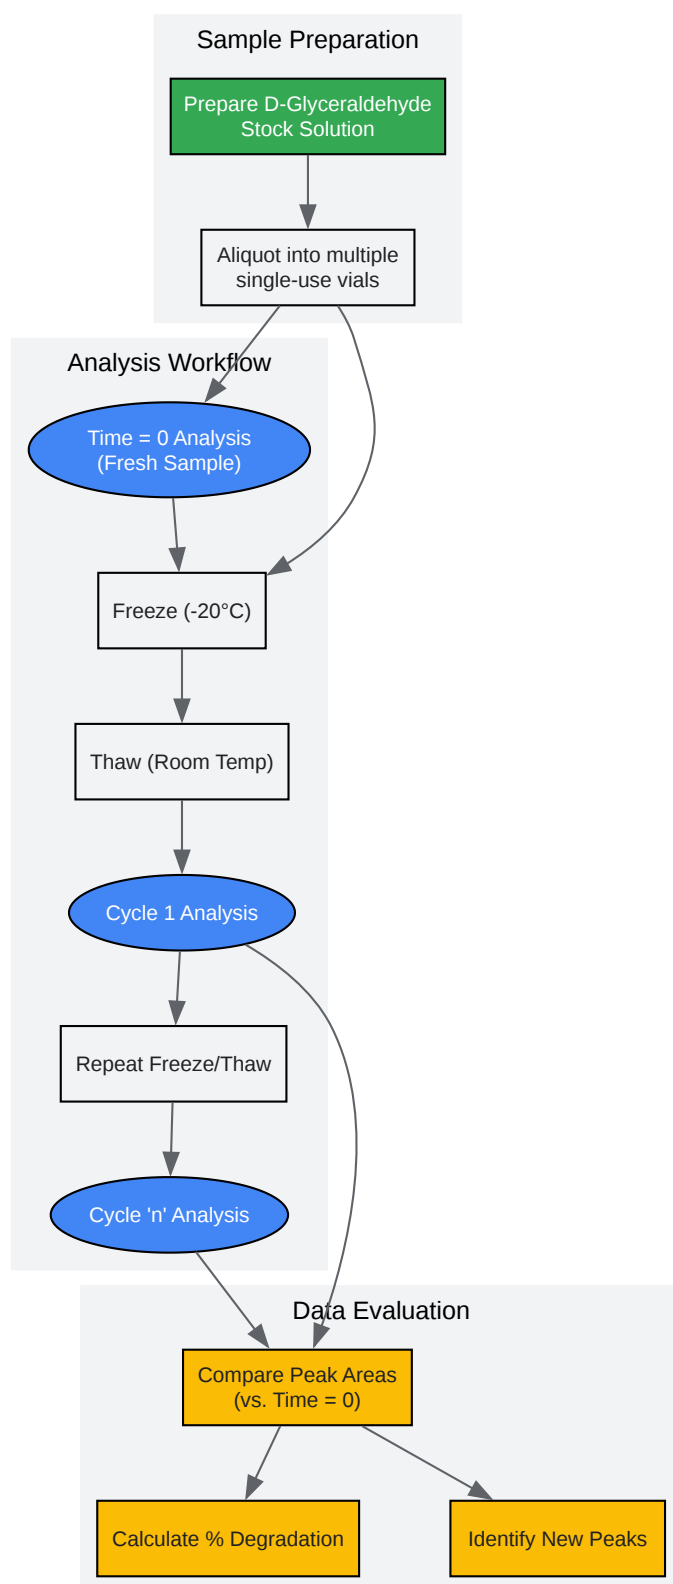 Sample Preparation
Prepare D-Glyceraldehyde
Stock Solution
Aliquot into multiple
single-use vials
Analysis Workflow
Time = 0 Analysis
(Fresh Sample)
Freeze (-20°C)
Thaw (Room Temp)
Cycle 1 Analysis
Repeat Freeze/Thaw
Cycle 'n' Analysis
Data Evaluation
Compare Peak Areas
(vs. Time = 0)
Calculate % Degradation
Identify New Peaks